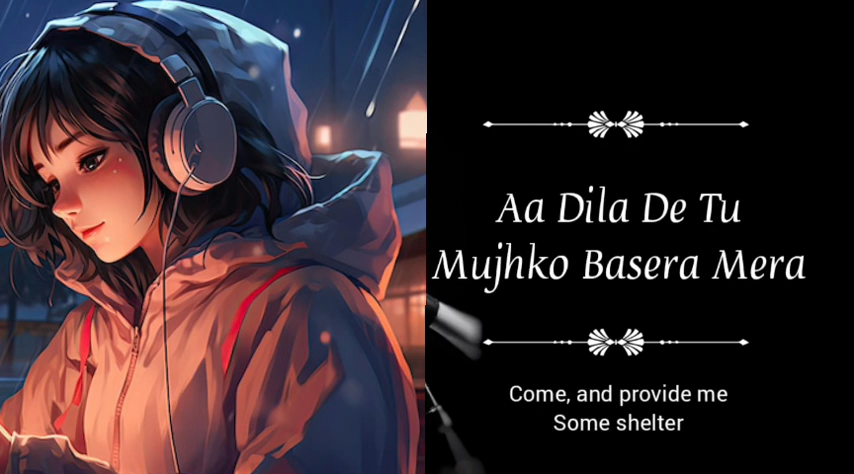 Aa Dila De Tu
Mujhko Basera Mera
Come, and provide me
Some shelter